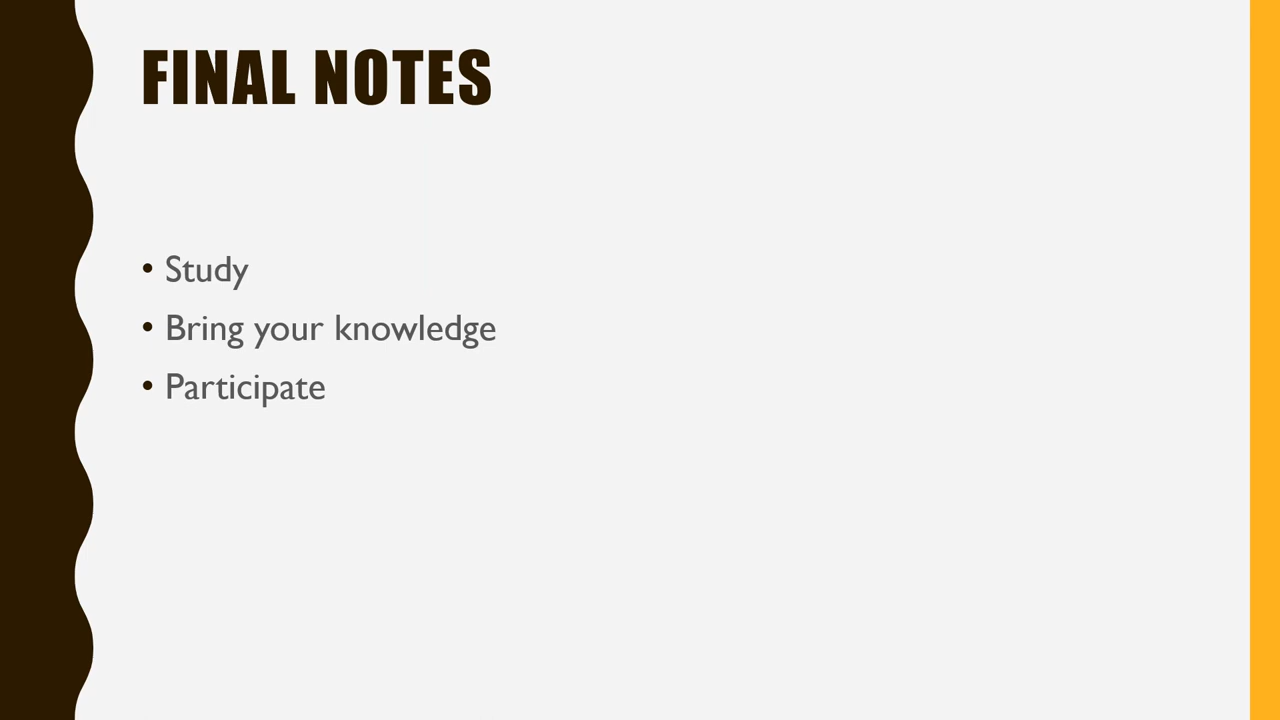 FINAL NOTES
• Study
• Bring your knowledge
• Participate